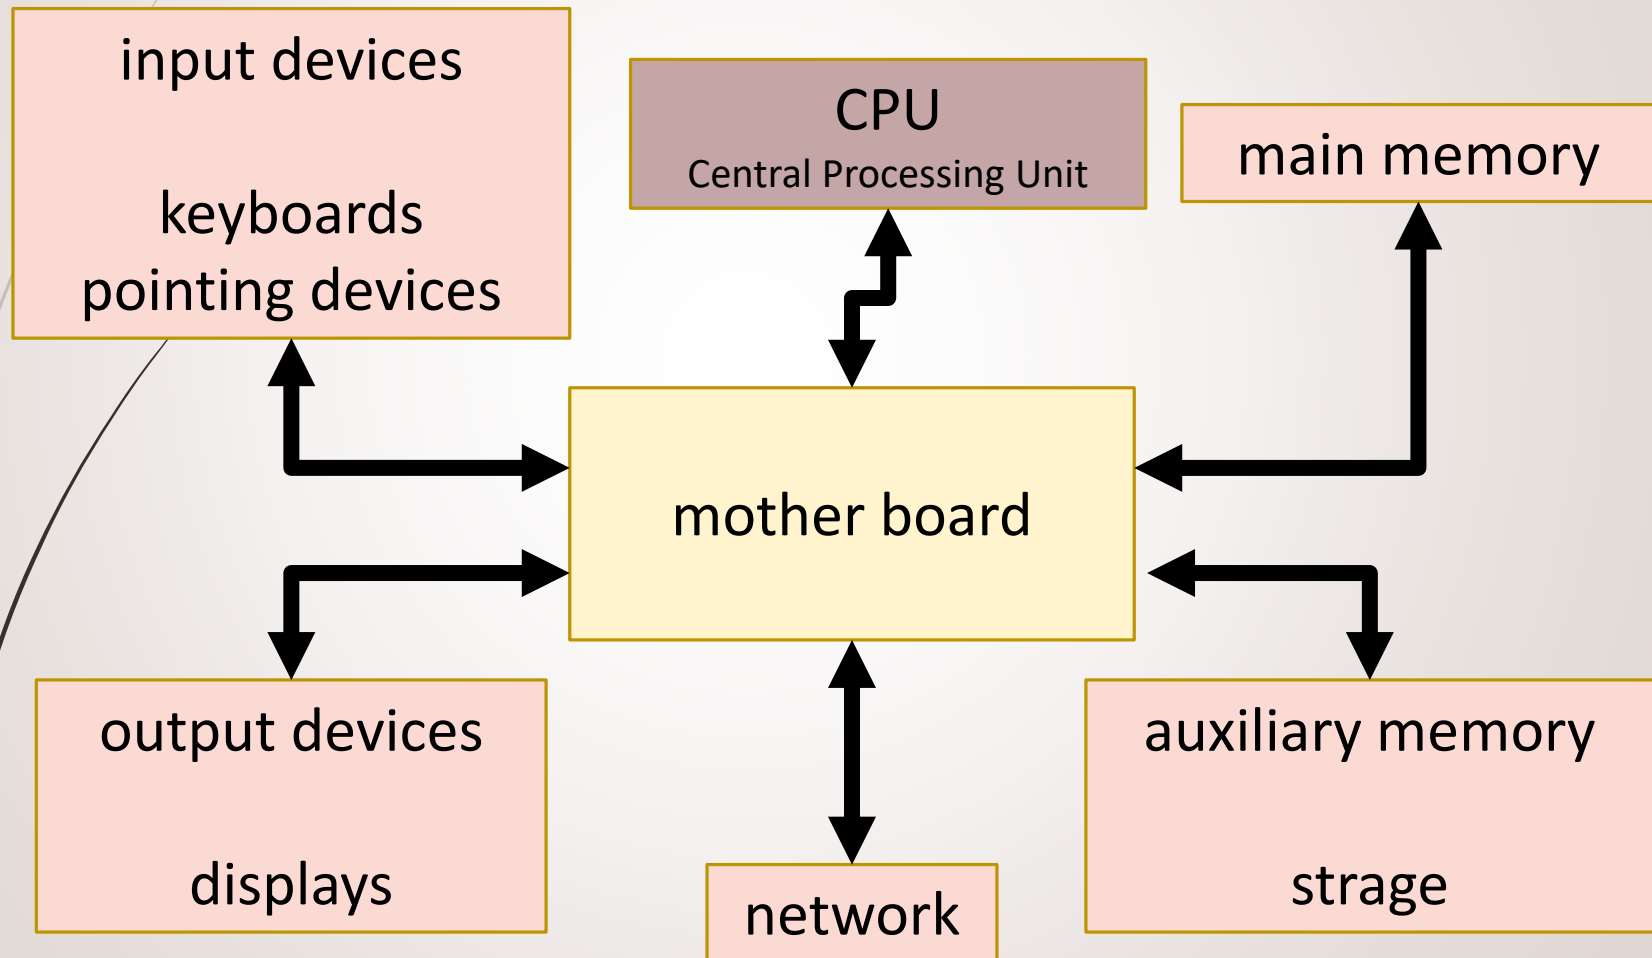 input devices
keyboards
pointing devices
CPU
Central Processing Unit
main memory
mother board
output devices
displays
network
auxiliary memory
strage